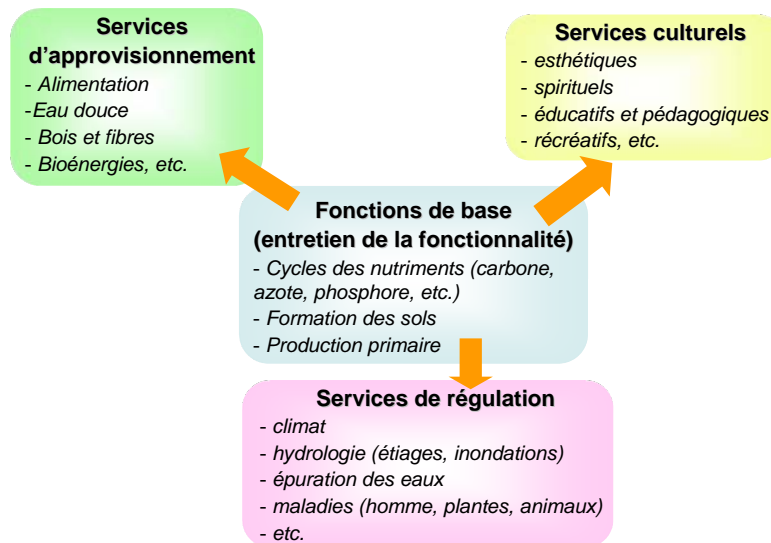 Services
d'approvisionnement
- Alimentation
-Eau douce
- Bois et fibres
- Bioénergies, etc.
Services culturels
- esthétiques
- spirituels
- éducatifs et pédagogiques
- récréatifs, etc.
Fonctions de base
(entretien de la fonctionnalité)
- Cycles des nutriments (carbone,
azote, phosphore, etc.)
- Formation des sols
- Production primaire
Services de régulation
- climat
- hydrologie (étiages, inondations)
- épuration des eaux
- maladies (homme, plantes, animaux)
- etc.